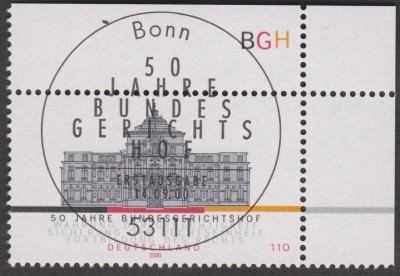 Bonn
BGH
50
JAHRE
BUNDES
GERICHTS
HOF
ERSTAUSGABE
14.09.00
50 JAHRE BUNDESGERICHTSHOF
53111
DEUTSCHLAND
2000
110